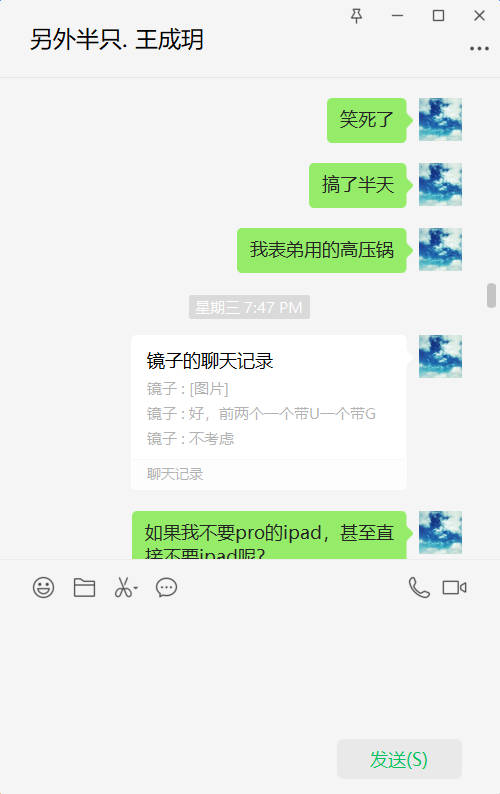 另外半只. 王成玥
笑死了
搞了半天
我表弟用的高压锅
星期三 7:47 PM
镜子的聊天记录
镜子 : [图片]
镜子 : 好，前两个一个带U一个带G
镜子 : 不考虑
聊天记录
如果我不要pro的ipad，甚至直
接不要ipad呢？
发送(S)